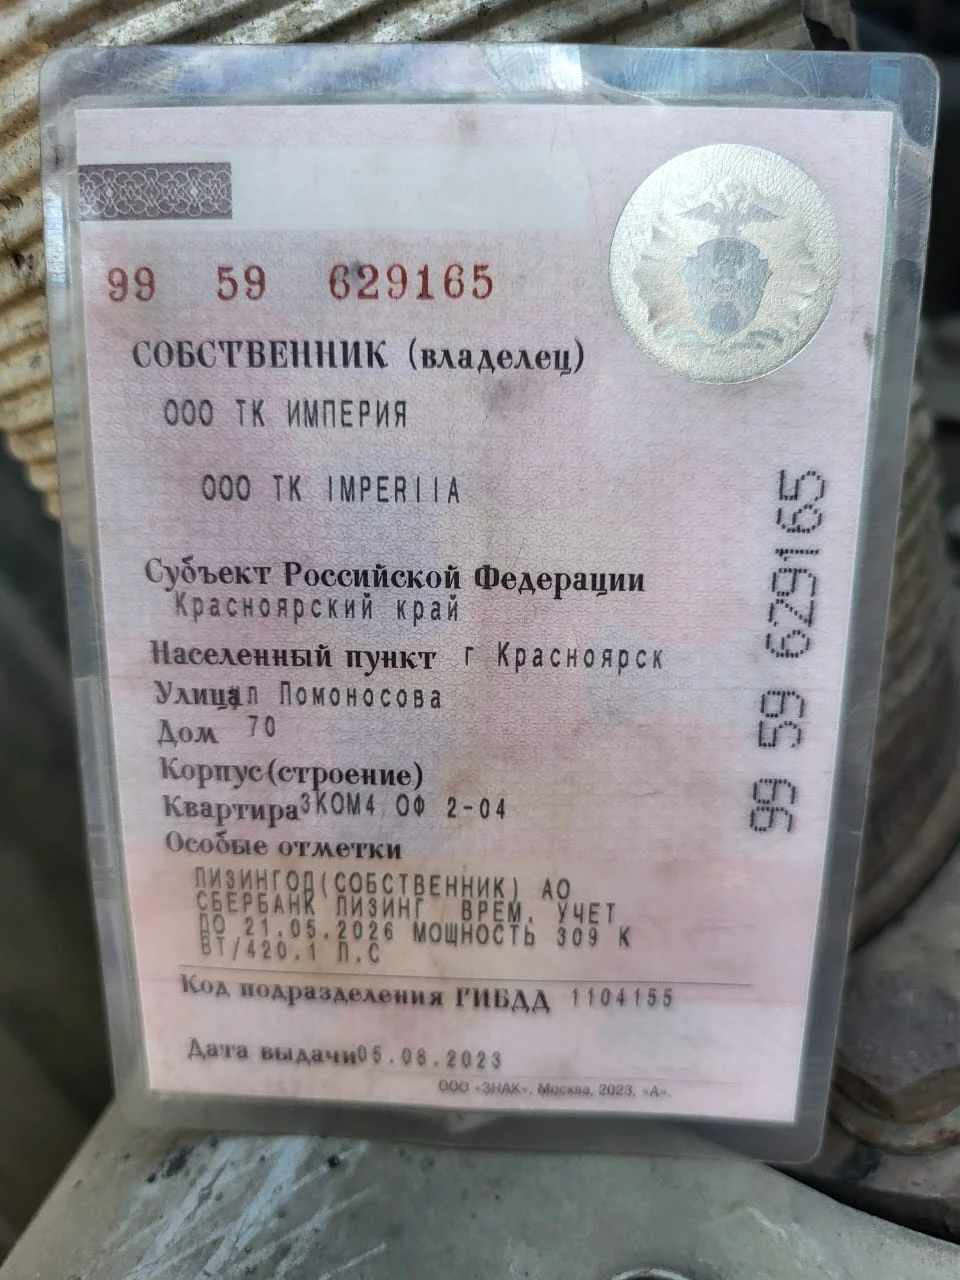 99 59 629165
СОБСТВЕННИК (владелец)
ООО ТК ИМПЕРИЯ
OOO TK IMPERIIA
Субъект Российской Федерации
Красноярский край
Населенный пункт г Красноярск
Улица ул Ломоносова
Дом 70
Корпус(строение)
Квартира 3КОМ4 ОФ 2-04
Особые отметки
ЛИЗИНГОД(СОБСТВЕННИК) АО
СБЕРБАНК ЛИЗИНГ ВРЕМ. УЧЕТ
ДО 21.05.2026 МОЩНОСТЬ 309 К
ВТ/420.1 Л.С
Код подразделения ГИБДД 1104155
Дата выдачи 05.08.2023
ООО «ЗНАК», Москва, 2023, «А».
99 59 629165